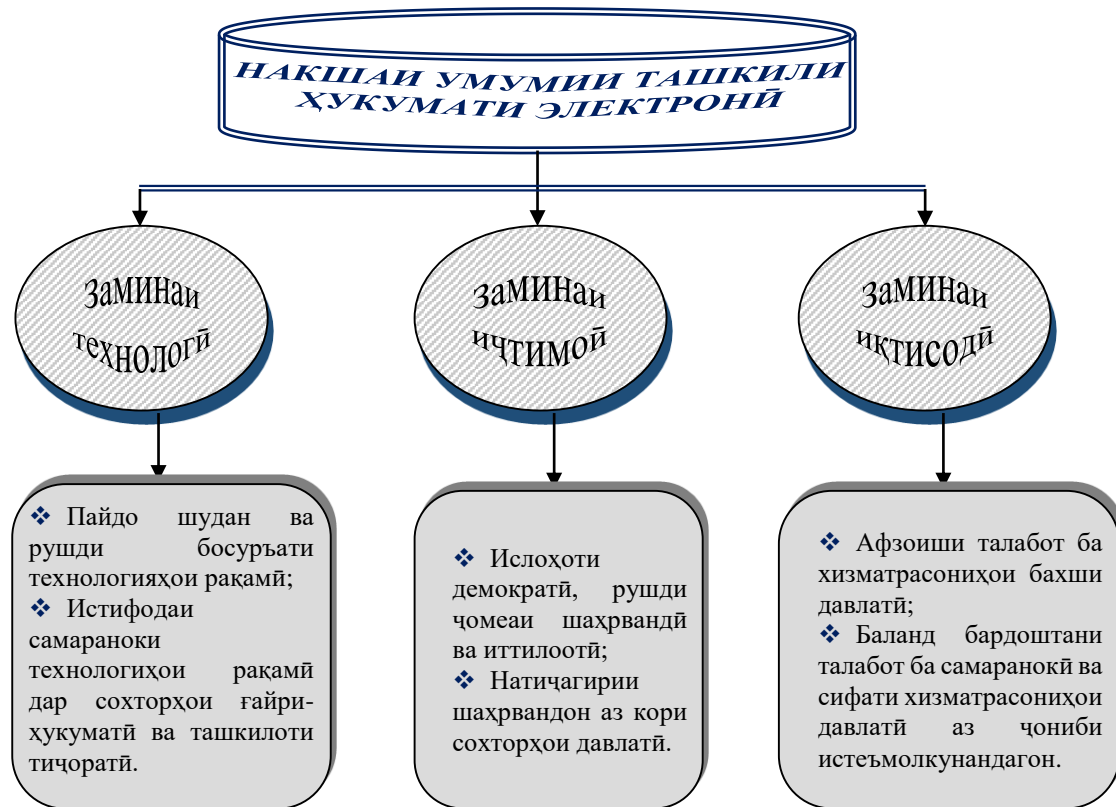 НАКШАИ УМУМИИ ТАШКИЛИ
ҲУКУМАТИ ЭЛЕКТРОНӢ
заминаи
технологӣ
заминаи
иҷтимоӣ
заминаи
иқтисодӣ
❖ Пайдо шудан ва
рушди босуръати
технологияҳои рақамӣ;
❖ Истифодаи
самараноки
технологиҳои рақамӣ
дар сохторҳои ғайри-
ҳукуматӣ ва ташкилоти
тиҷоратӣ.
❖ Ислоҳоти
демократӣ, рушди
ҷомеаи шаҳрвандӣ
ва иттилоотӣ;
❖ Натиҷагирии
шаҳрвандон аз кори
сохторҳои давлатӣ.
❖ Афзоиши талабот ба
хизматрасониҳои бахши
давлатӣ;
❖ Баланд бардоштани
талабот ба самаранокӣ ва
сифати хизматрасониҳои
давлатӣ аз ҷониби
истеъмолкунандагон.